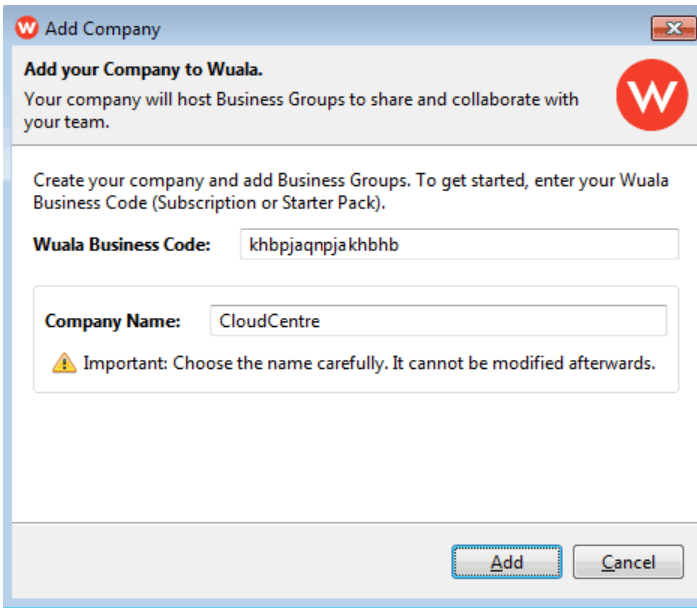 Add Company
Add your Company to Wuala.
Your company will host Business Groups to share and collaborate with
your team.
W
Create your company and add Business Groups. To get started, enter your Wuala
Business Code (Subscription or Starter Pack).
Wuala Business Code: khbpjaqnpjakhbhb
Company Name: CloudCentre
Important: Choose the name carefully. It cannot be modified afterwards.
Add Cancel